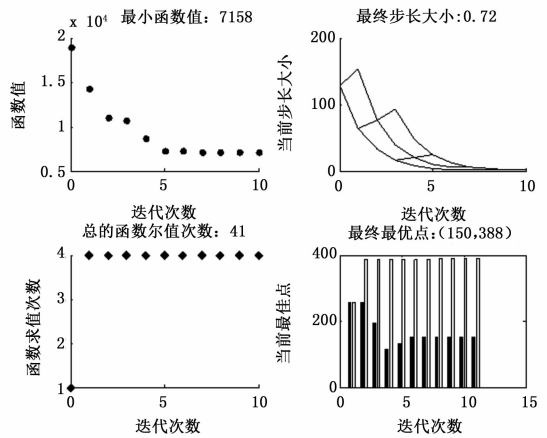 最小函数值：7158
x 10⁴
2
1.5
1
0.5
0
5
10
函数值
迭代次数
最终步长大小:0.72
200
100
0
0
5
10
当前步长大小
迭代次数
总的函数尔值次数：41
4
3
2
1
0
5
10
函数求值次数
迭代次数
最终最优点:(150,388)
400
200
0
0
5
10
15
当前最佳点
迭代次数